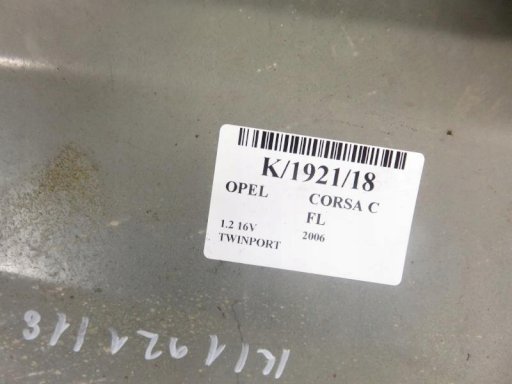 K/1921/18
OPEL CORSA C
FL
1.2 16V 2006
TWINPORT
K/1921/18